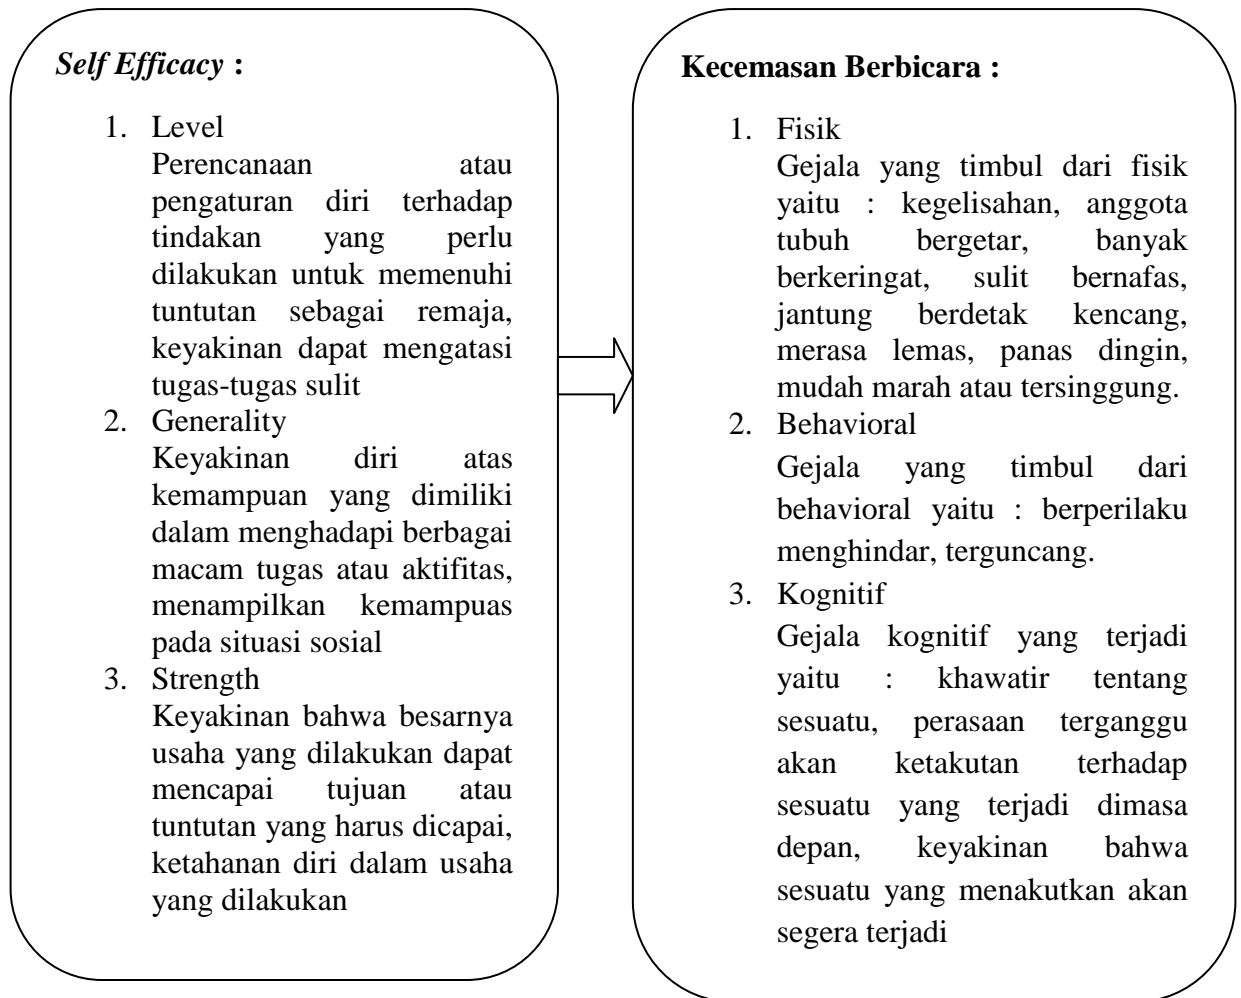 Self Efficacy :
1. Level
Perencanaan atau
pengaturan diri terhadap
tindakan yang perlu
dilakukan untuk memenuhi
tuntutan sebagai remaja,
keyakinan dapat mengatasi
tugas-tugas sulit
2. Generality
Keyakinan diri atas
kemampuan yang dimiliki
dalam menghadapi berbagai
macam tugas atau aktifitas,
menampilkan kemampuas
pada situasi sosial
3. Strength
Keyakinan bahwa besarnya
usaha yang dilakukan dapat
mencapai tujuan atau
tuntutan yang harus dicapai,
ketahanan diri dalam usaha
yang dilakukan
Kecemasan Berbicara :
1. Fisik
Gejala yang timbul dari fisik
yaitu : kegelisahan, anggota
tubuh bergetar, banyak
berkeringat, sulit bernafas,
jantung berdetak kencang,
merasa lemas, panas dingin,
mudah marah atau tersinggung.
2. Behavioral
Gejala yang timbul dari
behavioral yaitu : berperilaku
menghindar, terguncang.
3. Kognitif
Gejala kognitif yang terjadi
yaitu : khawatir tentang
sesuatu, perasaan terganggu
akan ketakutan terhadap
sesuatu yang terjadi dimasa
depan, keyakinan bahwa
sesuatu yang menakutkan akan
segera terjadi